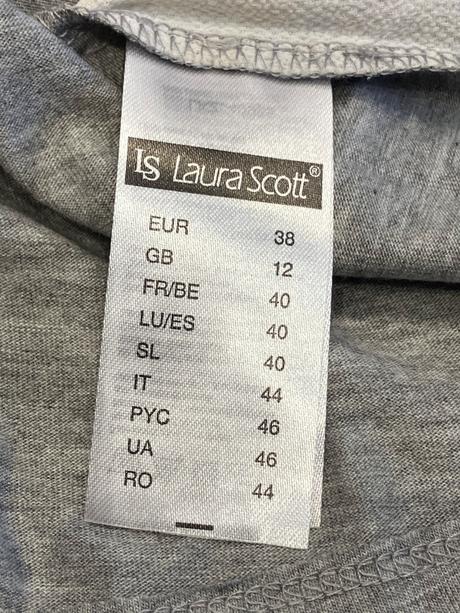 LS Laura Scott®
EUR 38
GB 12
FR/BE 40
LU/ES 40
SL 40
IT 44
РУС 46
UA 46
RO 44